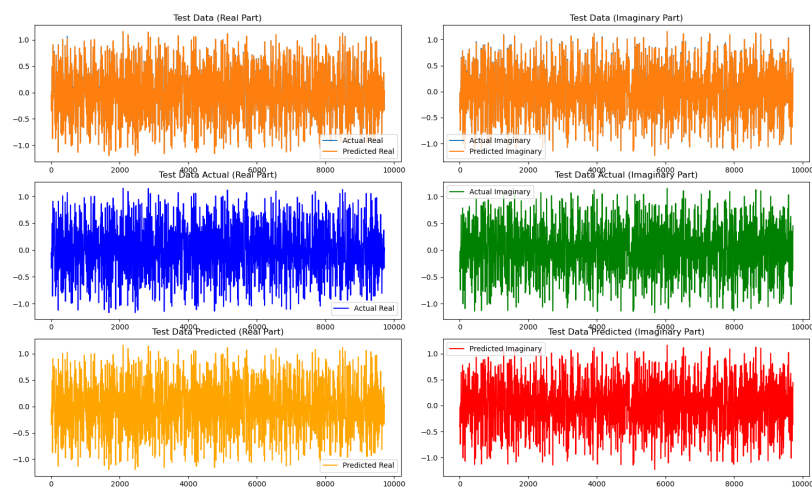 Test Data (Real Part)
1.0
0.5
0.0
−0.5
−1.0
Actual Real
Predicted Real
0 2000 4000 6000 8000 10000
Test Data (Imaginary Part)
1.0
0.5
0.0
−0.5
−1.0
Actual Imaginary
Predicted Imaginary
0 2000 4000 6000 8000 10000
Test Data Actual (Real Part)
1.0
0.5
0.0
−0.5
−1.0
Actual Real
0 2000 4000 6000 8000 10000
Test Data Actual (Imaginary Part)
Actual Imaginary
1.0
0.5
0.0
−0.5
−1.0
0 2000 4000 6000 8000 10000
Test Data Predicted (Real Part)
1.0
0.5
0.0
−0.5
−1.0
Predicted Real
0 2000 4000 6000 8000 10000
Test Data Predicted (Imaginary Part)
Predicted Imaginary
1.0
0.5
0.0
−0.5
−1.0
0 2000 4000 6000 8000 10000